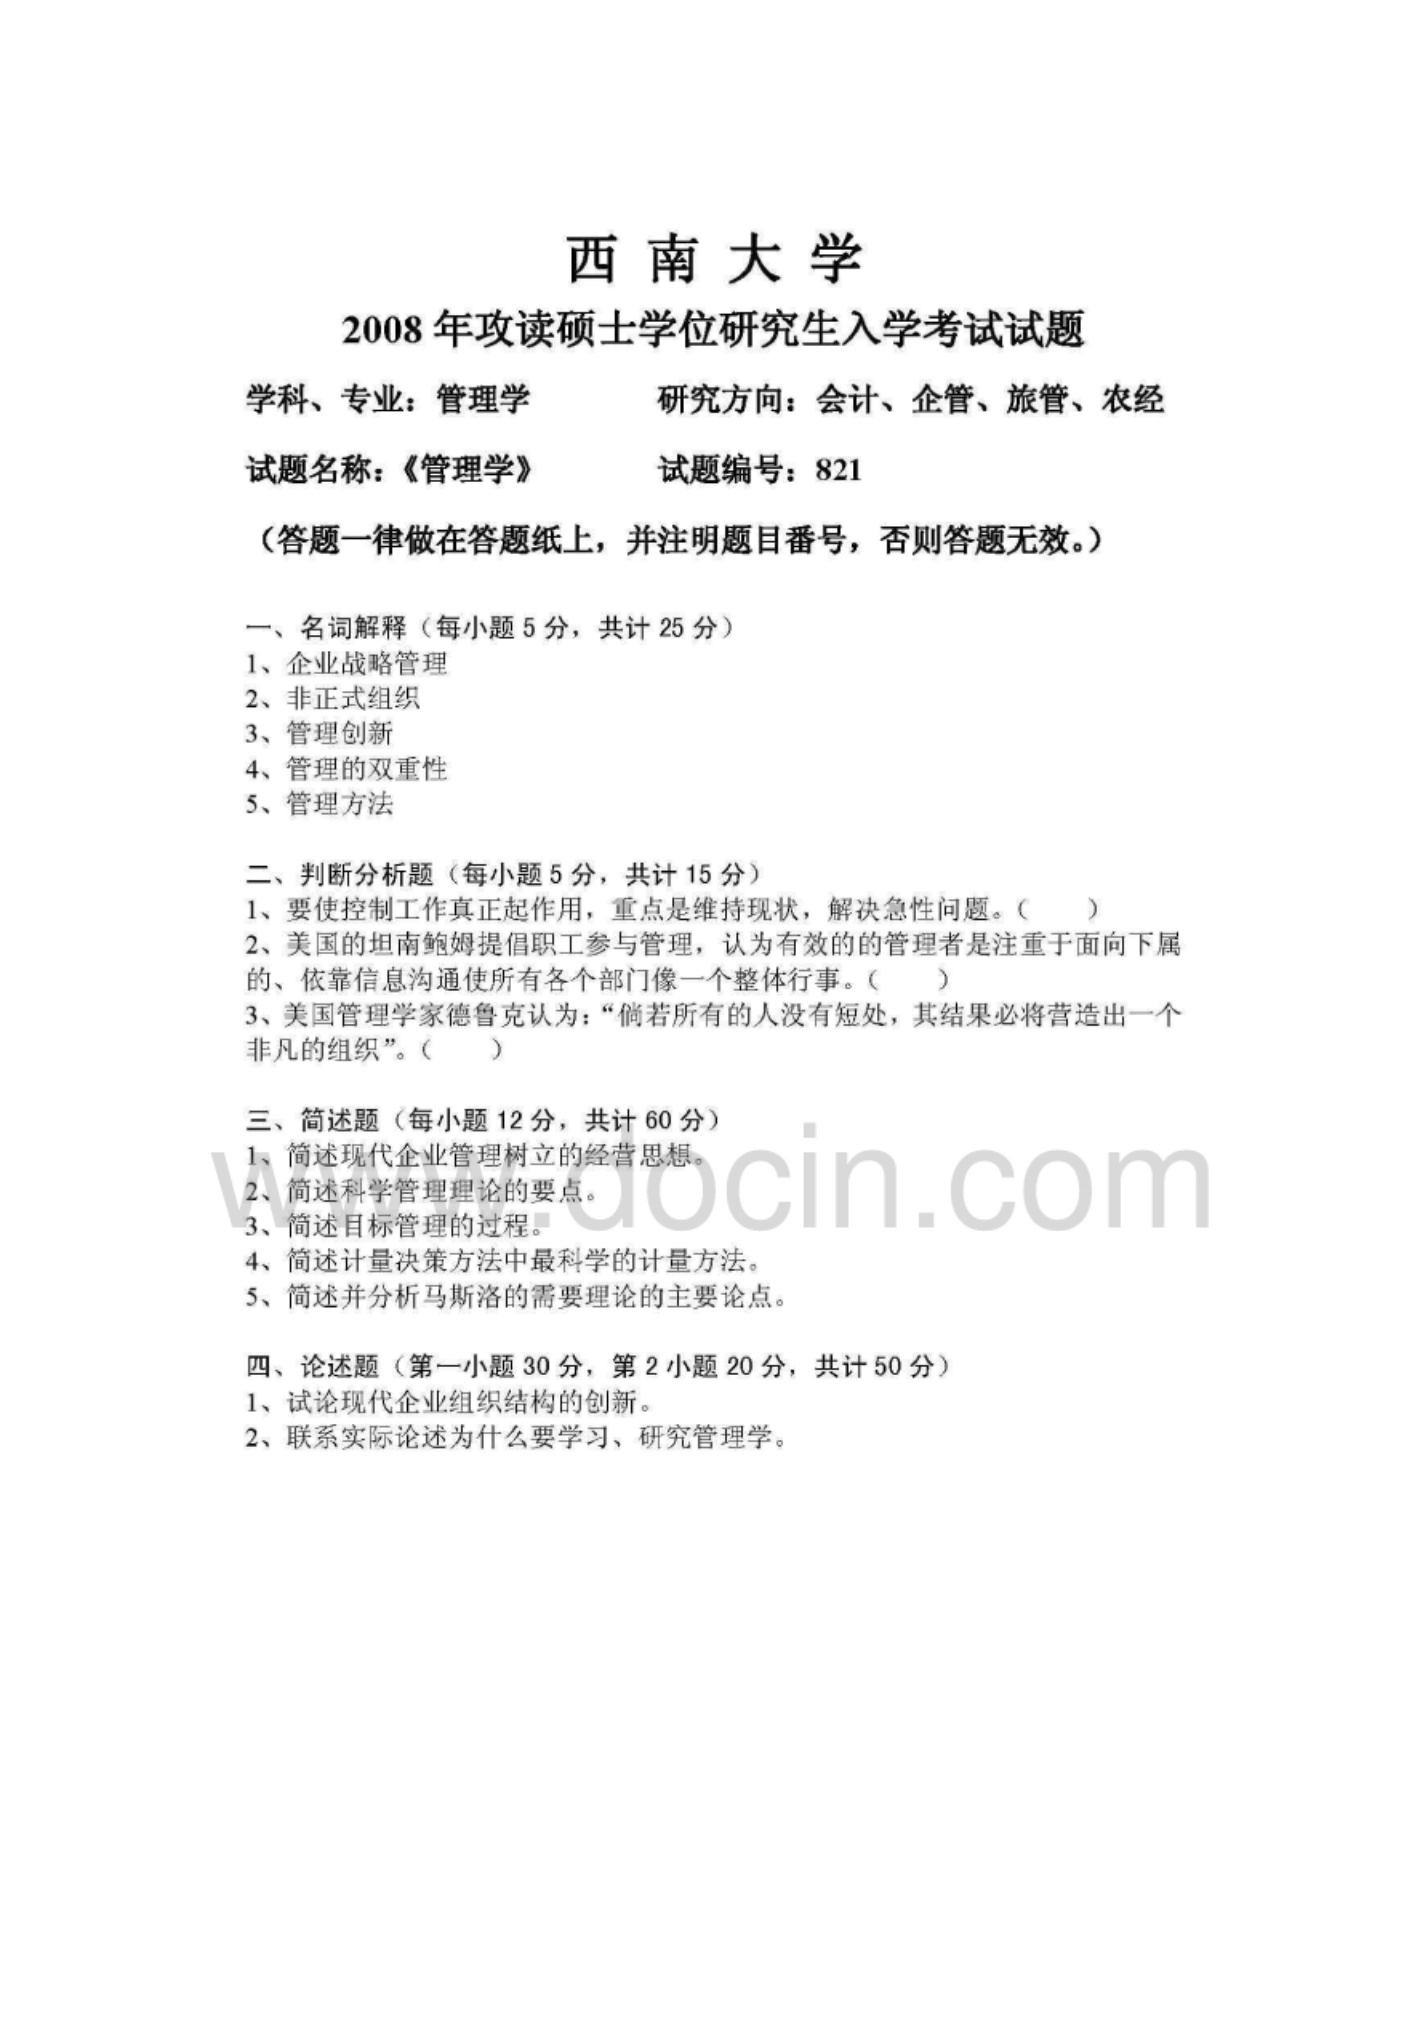 西 南 大 学
2008 年攻读硕士学位研究生入学考试试题
学科、专业：管理学 研究方向：会计、企管、旅管、农经
试题名称：《管理学》 试题编号：821
（答题一律做在答题纸上，并注明题目番号，否则答题无效。）
一、名词解释（每小题 5 分，共计 25 分）
1、企业战略管理
2、非正式组织
3、管理创新
4、管理的双重性
5、管理方法
二、判断分析题（每小题 5 分，共计 15 分）
1、要使控制工作真正起作用，重点是维持现状，解决急性问题。（ ）
2、美国的坦南鲍姆提倡职工参与管理，认为有效的的管理者是注重于面向下属
的、依靠信息沟通使所有各个部门像一个整体行事。（ ）
3、美国管理学家德鲁克认为：“倘若所有的人没有短处，其结果必将营造出一个
非凡的组织”。（ ）
三、简述题（每小题 12 分，共计 60 分）
1、简述现代企业管理树立的经营思想。
2、简述科学管理理论的要点。
3、简述目标管理的过程。
4、简述计量决策方法中最科学的计量方法。
5、简述并分析马斯洛的需要理论的主要论点。
www.docin.com
四、论述题（第一小题 30 分，第 2 小题 20 分，共计 50 分）
1、试论现代企业组织结构的创新。
2、联系实际论述为什么要学习、研究管理学。